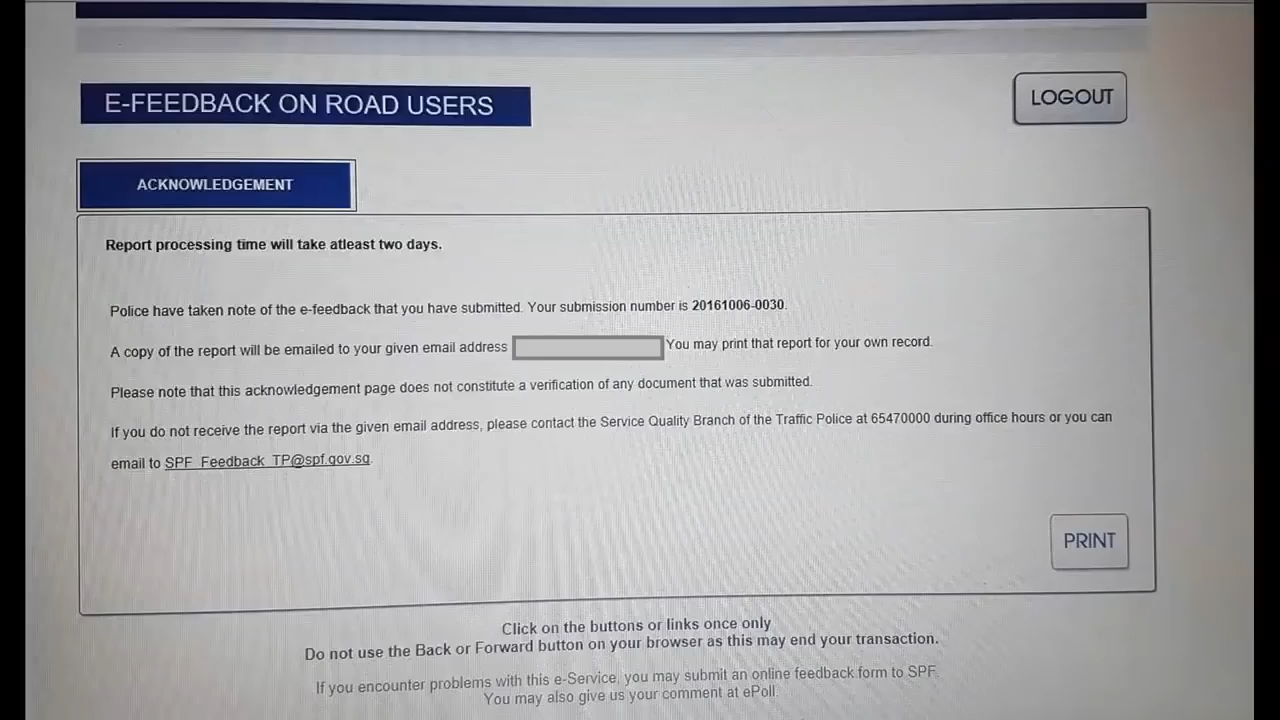 E-FEEDBACK ON ROAD USERS
LOGOUT
ACKNOWLEDGEMENT
Report processing time will take atleast two days.
Police have taken note of the e-feedback that you have submitted. Your submission number is 20161006-0030.
A copy of the report will be emailed to your given email address You may print that report for your own record.
Please note that this acknowledgement page does not constitute a verification of any document that was submitted.
If you do not receive the report via the given email address, please contact the Service Quality Branch of the Traffic Police at 65470000 during office hours or you can
email to SPF_Feedback_TP@spf.gov.sg.
PRINT
Click on the buttons or links once only
Do not use the Back or Forward button on your browser as this may end your transaction.
If you encounter problems with this e-Service, you may submit an online feedback form to SPF.
You may also give us your comment at ePoll.